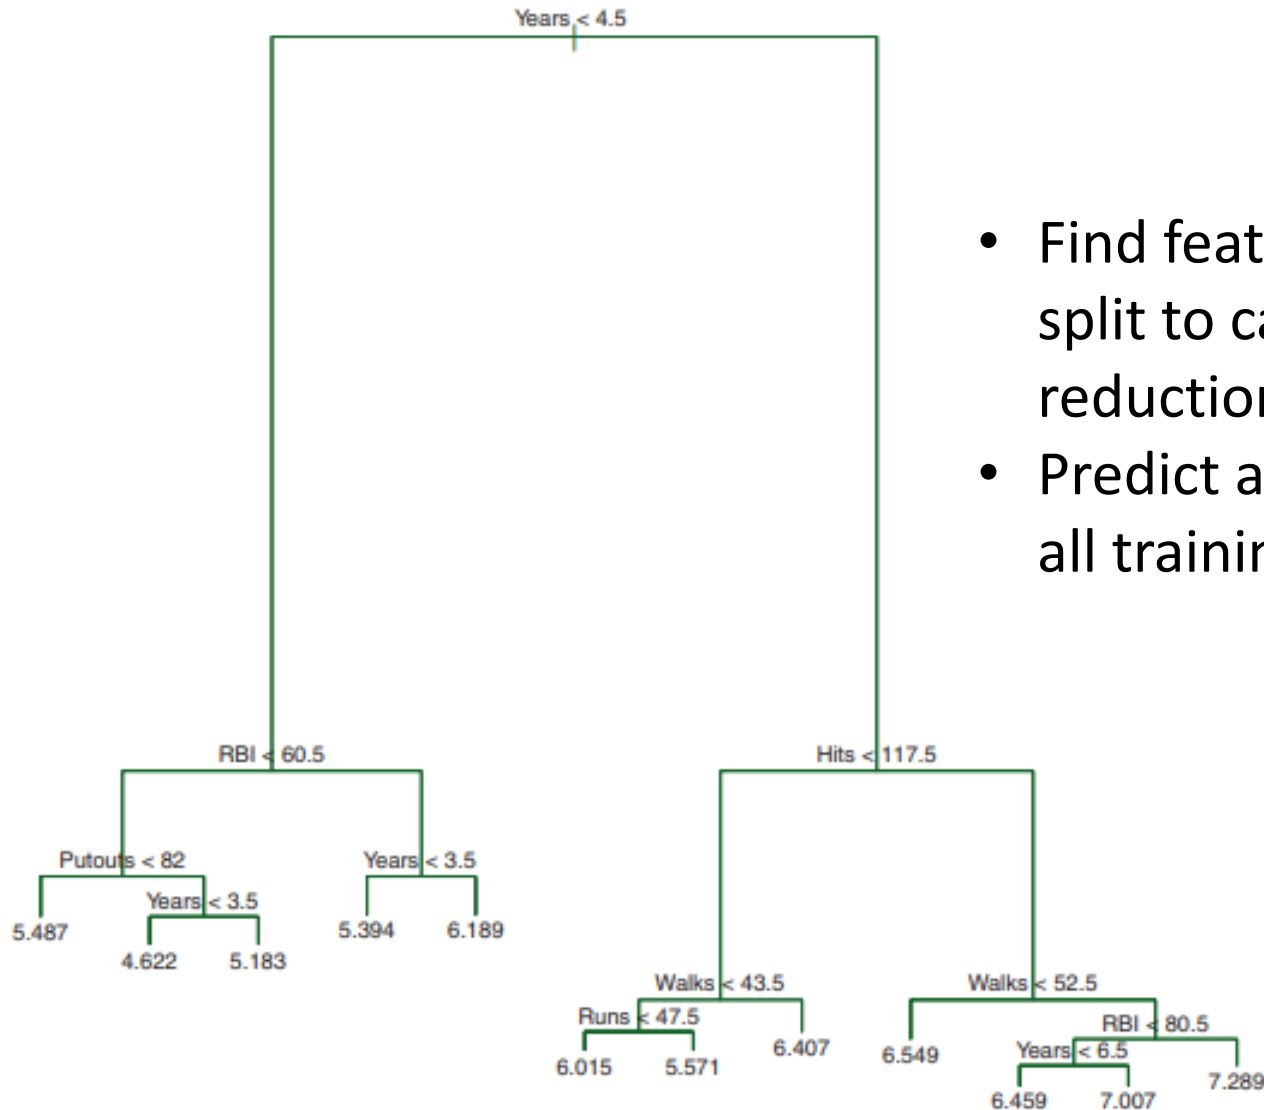 Years < 4.5
• Find feat
split to ca
reduction
• Predict a
all trainin
RBI < 60.5
Hits < 117.5
Putouts < 82
Years < 3.5
Years < 3.5
5.487
4.622
5.183
5.394
6.189
Walks < 43.5
Walks < 52.5
Runs < 47.5
RBI < 80.5
6.015
5.571
6.407
6.549
Years < 6.5
7.289
6.459
7.007